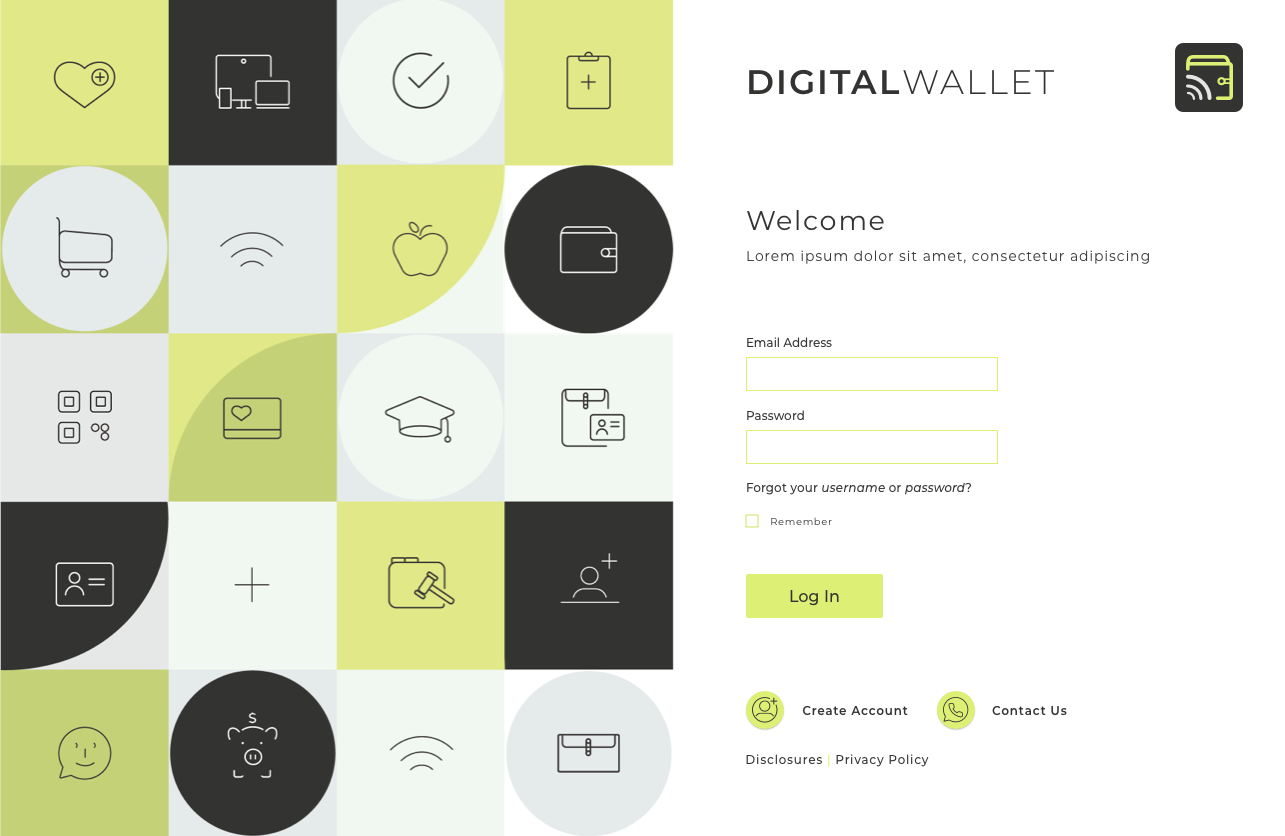 DIGITALWALLET
Welcome
Lorem ipsum dolor sit amet, consectetur adipiscing
Email Address
Password
Forgot your username or password?
Remember
Log In
Create Account
Contact Us
Disclosures | Privacy Policy
$